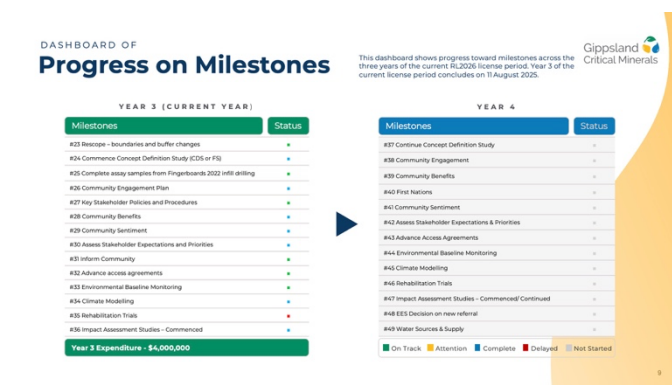 DASHBOARD OF
Progress on Milestones
This dashboard shows progress toward milestones across the
three years of the current RL2026 license period. Year 3 of the
current license period concludes on 11 August 2025.
Gippsland
Critical Minerals
YEAR 3 (CURRENT YEAR)
Milestones Status
#23 Rescope – boundaries and buffer changes
#24 Commence Concept Definition Study (CDS or FS)
#25 Complete assay samples from Fingerboards 2022 infill drilling
#26 Community Engagement Plan
#27 Key Stakeholder Policies and Procedures
#28 Community Benefits
#29 Community Sentiment
#30 Assess Stakeholder Expectations and Priorities
#31 Inform Community
#32 Advance access agreements
#33 Environmental Baseline Monitoring
#34 Climate Modelling
#35 Rehabilitation Trials
#36 Impact Assessment Studies – Commenced
Year 3 Expenditure - $4,000,000
YEAR 4
Milestones Status
#37 Continue Concept Definition Study
#38 Community Engagement
#39 Community Benefits
#40 First Nations
#41 Community Sentiment
#42 Assess Stakeholder Expectations & Priorities
#43 Advance Access Agreements
#44 Environmental Baseline Monitoring
#45 Climate Modelling
#46 Rehabilitation Trials
#47 Impact Assessment Studies – Commenced/ Continued
#48 EES Decision on new referral
#49 Water Sources & Supply
On Track Attention Complete Delayed Not Started
9